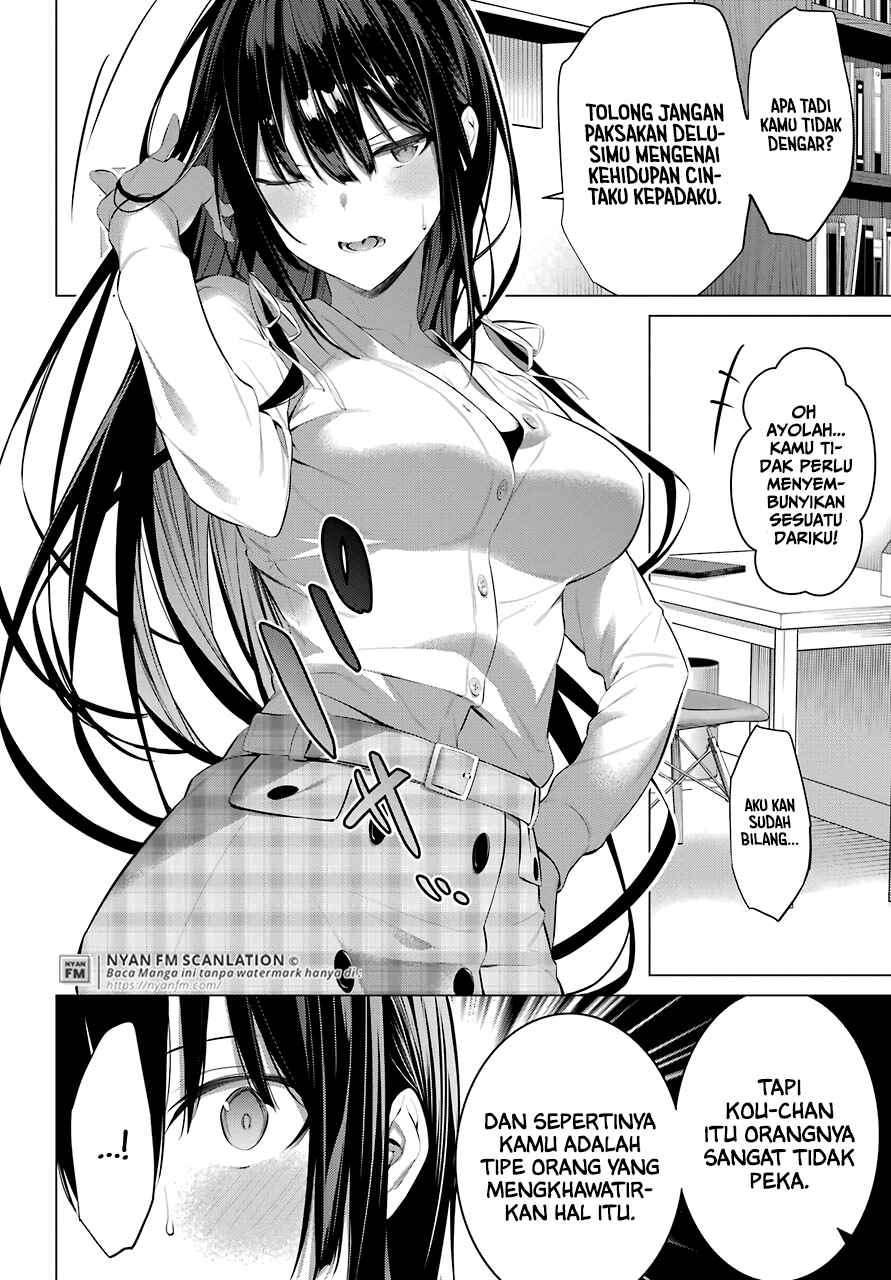 APA TADI
KAMU TIDAK
DENGAR?
TOLONG JANGAN
PAKSAKAN DELU-
SIMU MENGENAI
KEHIDUPAN CIN-
TAKU KEPADAKU.
OH
AYOLAH...
KAMU TI-
DAK PERLU
MENYEM-
BUNYIKAN
SESUATU
DARIKU!
AKU KAN
SUDAH
BILANG...
NYAN
FM
NYAN FM SCANLATION ©
Baca Manga ini tanpa watermark hanya di :
https://nyanfm.com/
TAPI
KOU-CHAN
ITU ORANGNYA
SANGAT TIDAK
PEKA.
DAN SEPERTINYA
KAMU ADALAH
TIPE ORANG YANG
MENGKHAWATIR-
KAN HAL ITU.
...!